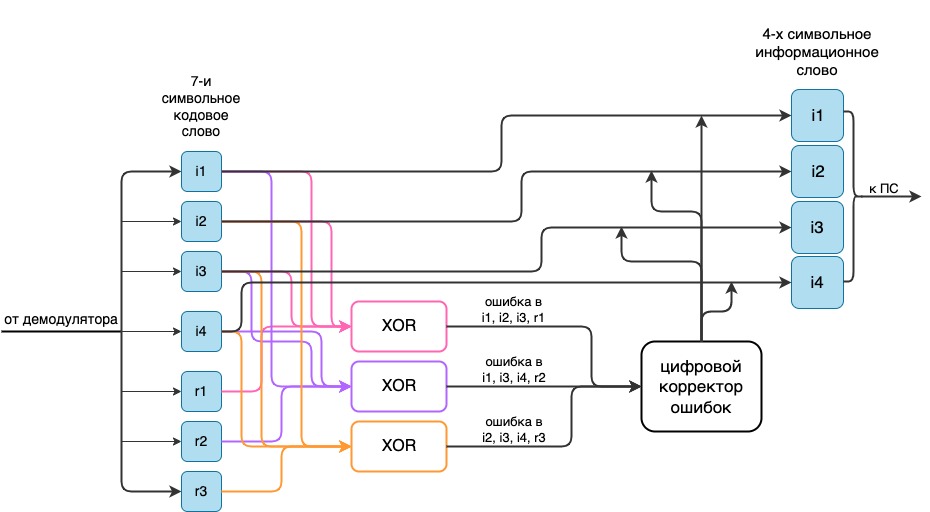 4-х символьное
информационное
слово
7-и
символьное
кодовое
слово
i1
i2
i3
i4
r1
r2
r3
от демодулятора
XOR
XOR
XOR
ошибка в
i1, i2, i3, r1
ошибка в
i1, i3, i4, r2
ошибка в
i2, i3, i4, r3
цифровой
корректор
ошибок
i1
i2
i3
i4
к ПС